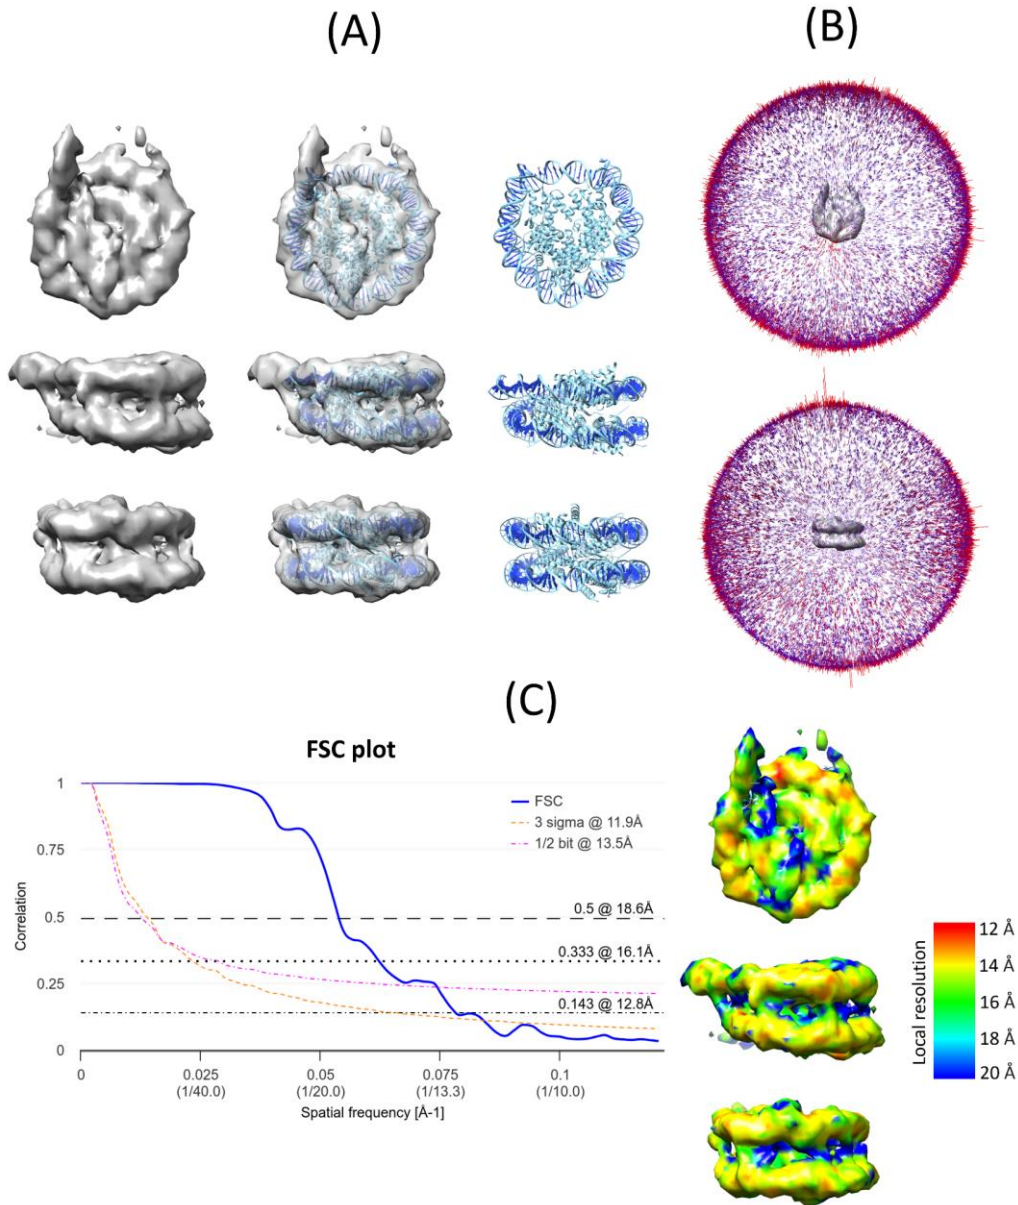 (A)
(B)
(C)
FSC plot
1
0.75
0.5
0.25
0
Correlation
FSC
3 sigma @ 11.9Å
1/2 bit @ 13.5Å
0.5 @ 18.6Å
0.333 @ 16.1Å
0.143 @ 12.8Å
0 0.025 0.05 0.075 0.1
(1/40.0) (1/20.0) (1/13.3) (1/10.0)
Spatial frequency [Å-1]
Local resolution
12 Å
14 Å
16 Å
18 Å
20 Å